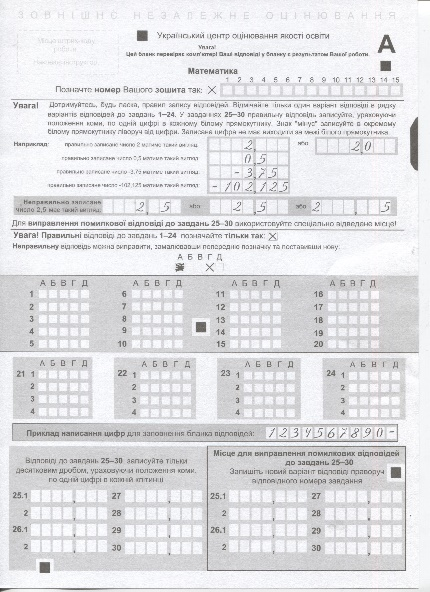 ЗОВНІШНЄ НЕЗАЛЕЖНЕ ОЦІНЮВАННЯ
Український центр оцінювання якості освіти
Увага!
Цей бланк перевіряє комп'ютер! Ваші відповіді у бланку є результатом Вашої роботи.
А
Математика
1 2 3 4 5 6 7 8 9 10 11 12 13 14 15
Позначте номер Вашого зошита так:
Увага! Дотримуйтесь, будь ласка, правил запису відповідей. Відмічайте тільки один варіант відповіді в рядку
варіантів відповідей до завдань 1–24. У завданнях 25–30 правильну відповідь записуйте, ураховуючи
положення коми, по одній цифрі в кожному білому прямокутнику. Знак "мінус" записуйте в окремому
білому прямокутнику ліворуч від цифри. Записана цифра не має виходити за межі білого прямокутника.
Наприклад: правильно записане число 2 матиме такий вигляд: 2, або 2,0
правильно записане число 0,5 матиме такий вигляд: 0,5
правильно записане число -3,75 матиме такий вигляд: -3,75
правильно записане число -102,125 матиме такий вигляд: -102,125
Неправильно записане
число 2,5 має такий вигляд: 2, 5 або 2, 5 або 2 , 5
Для виправлення помилкової відповіді до завдань 25–30 використовуйте спеціально відведене місце!
Увага! Правильні відповіді до завдань 1–24 позначайте тільки так:
Неправильну відповідь можна виправити, замалювавши попередню позначку та поставивши нову:
А Б В Г Д
А Б В Г Д А Б В Г Д А Б В Г Д А Б В Г Д
1 6 11 16
2 7 12 17
3 8 13 18
4 9 14 19
5 10 15 20
А Б В Г Д А Б В Г Д А Б В Г Д А Б В Г Д
21 1 22 1 23 1 24 1
2 2 2 2
3 3 3 3
4 4 4 4
Приклад написання цифр для заповнення бланка відповідей: 1234567890-
Відповіді до завдань 25–30 записуйте тільки
десятковим дробом, ураховуючи положення коми,
по одній цифрі в кожній клітинці
Місце для виправлення помилкових відповідей
до завдань 25–30
Запишіть новий варіант відповіді праворуч
відповідного номера завдання
25.1 27 25.1 27
2 28 2 28
26.1 29 26.1 29
2 30 2 30